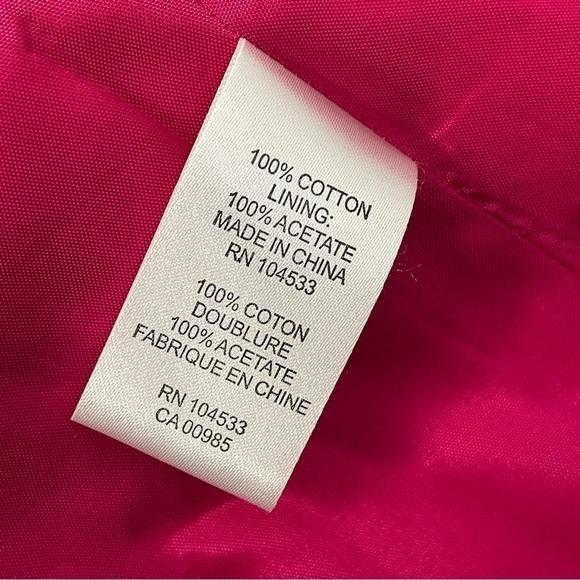 100% COTTON
LINING:
100% ACETATE
MADE IN CHINA
RN 104533
100% COTON
DOUBLURE
100% ACETATE
FABRIQUE EN CHINE
RN 104533
CA 00985